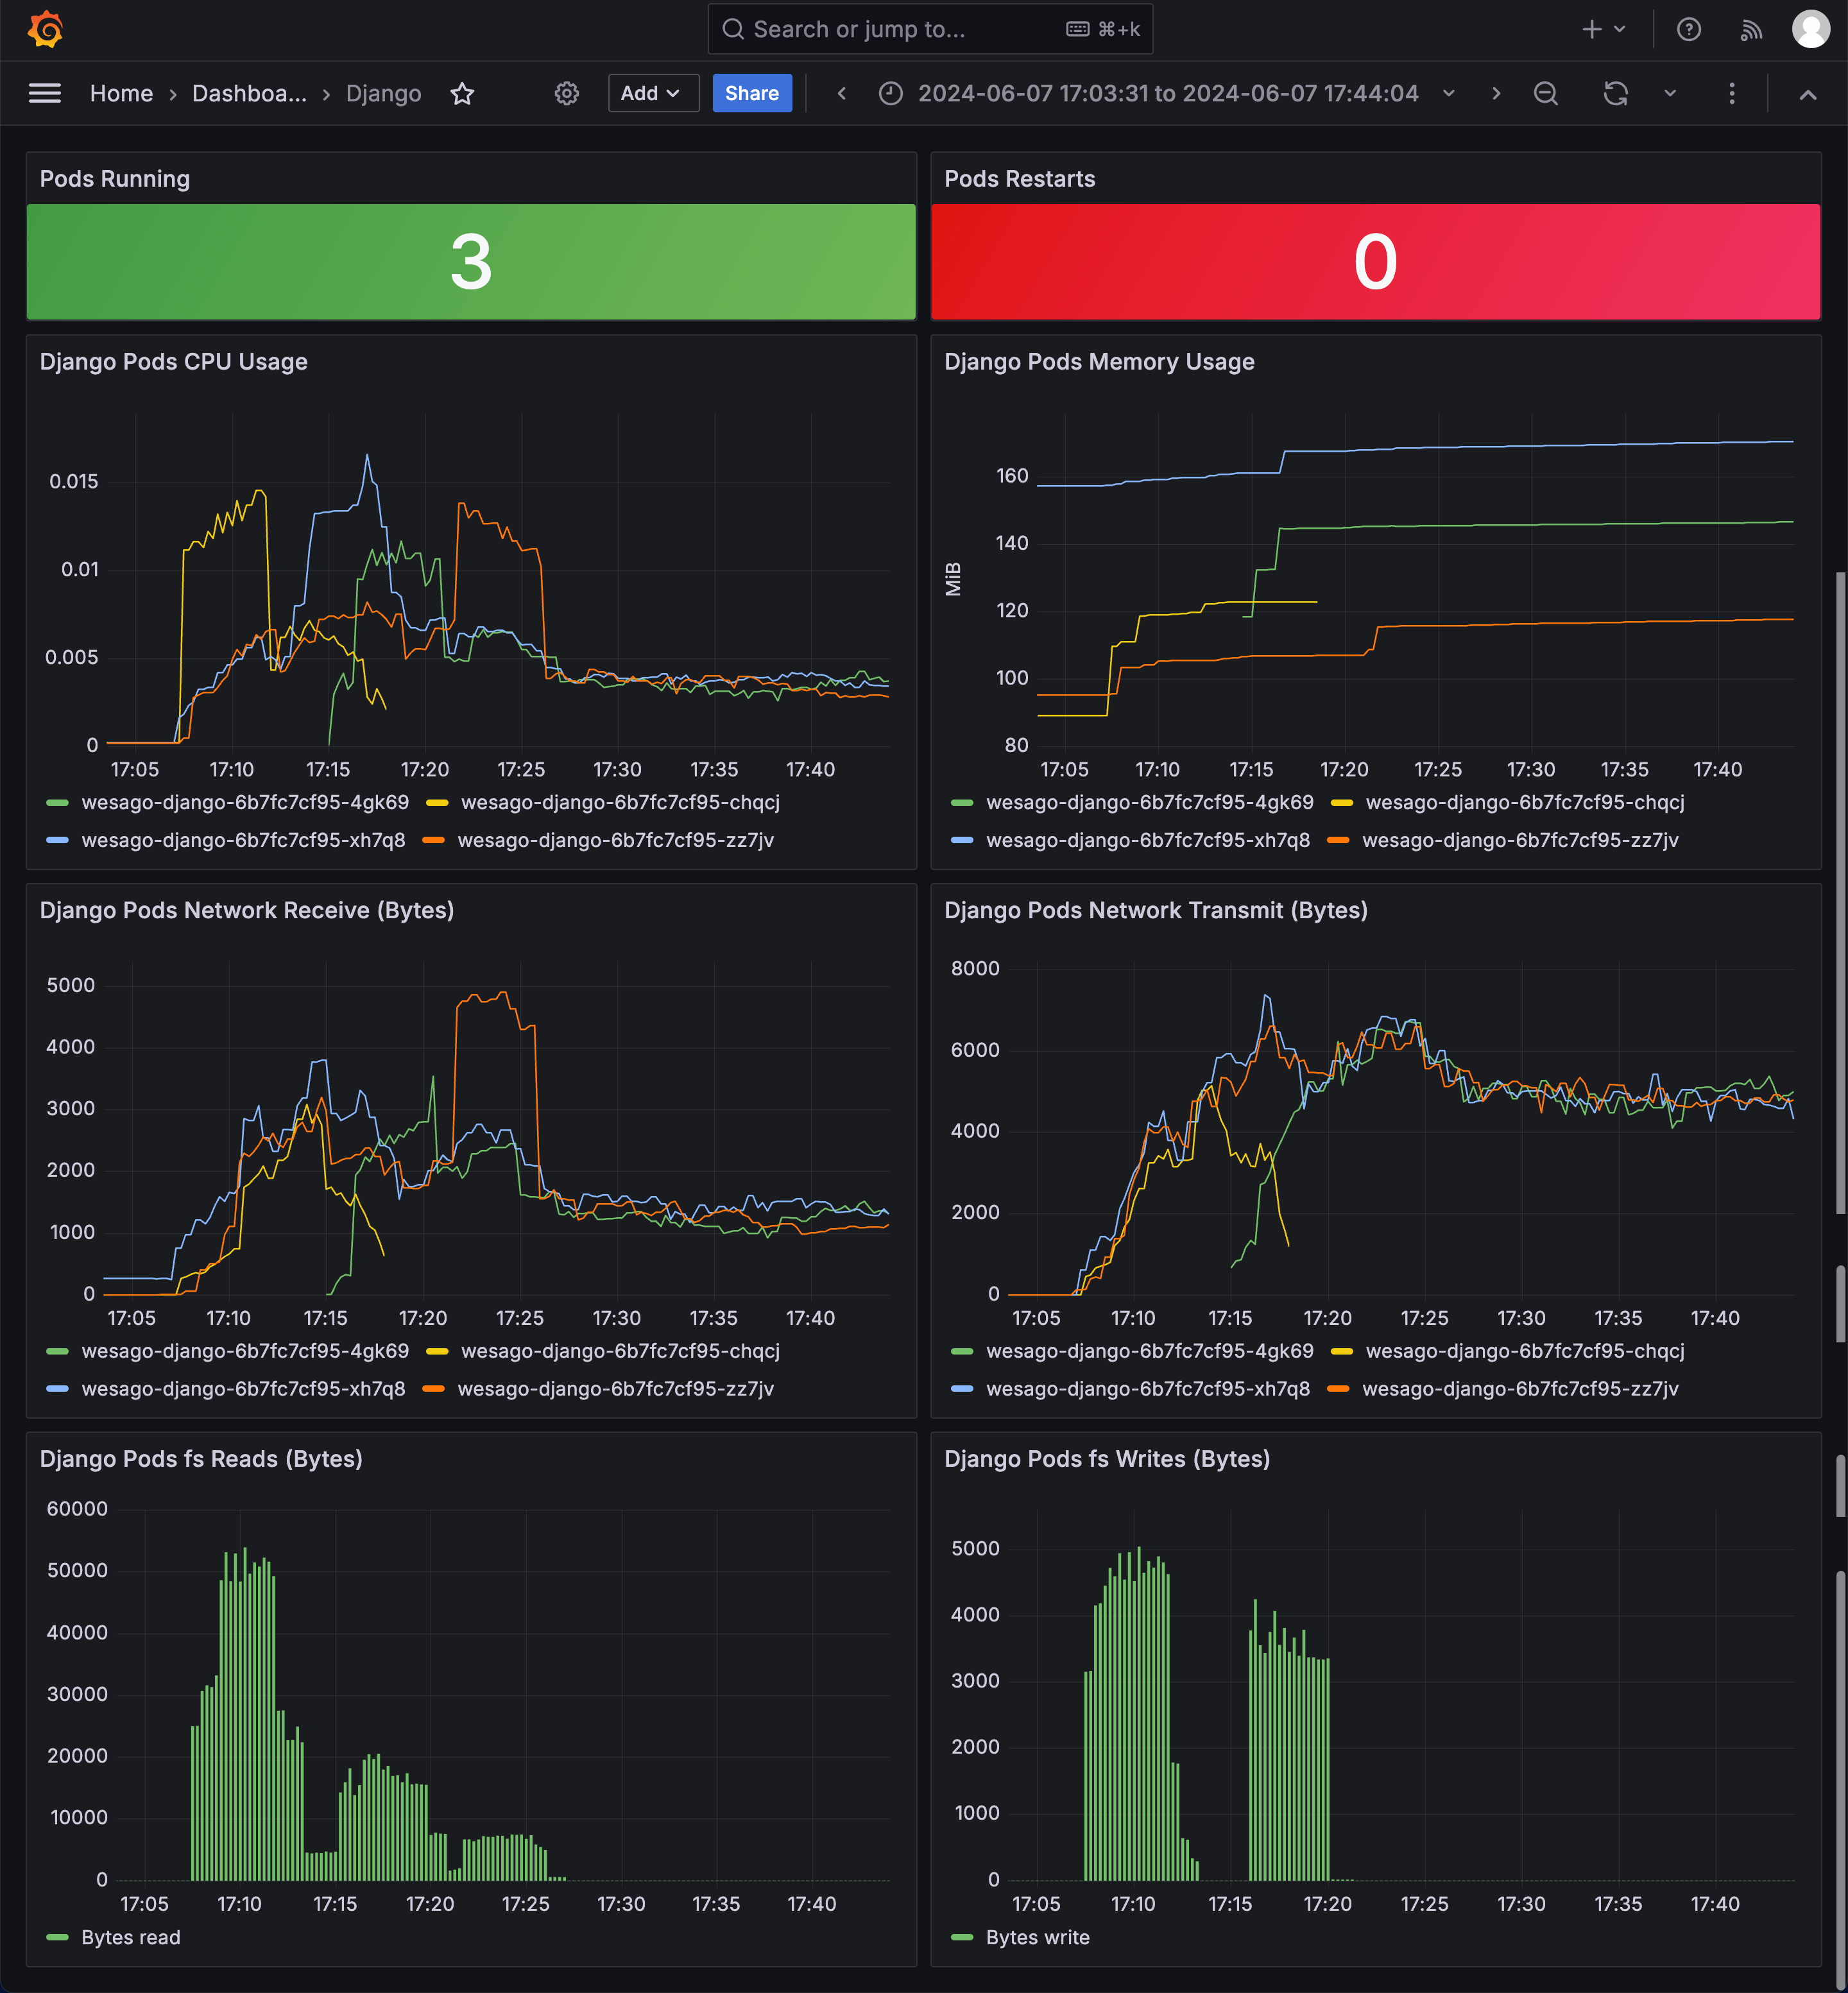 Search or jump to... ⌘+k
Home › Dashboa... › Django Add Share 2024-06-07 17:03:31 to 2024-06-07 17:44:04
Pods Running
3
Pods Restarts
0
Django Pods CPU Usage
0.015
0.01
0.005
0
17:05 17:10 17:15 17:20 17:25 17:30 17:35 17:40
wesago-django-6b7fc7cf95-4gk69 wesago-django-6b7fc7cf95-chqcj
wesago-django-6b7fc7cf95-xh7q8 wesago-django-6b7fc7cf95-zz7jv
Django Pods Memory Usage
MiB
160
140
120
100
80
17:05 17:10 17:15 17:20 17:25 17:30 17:35 17:40
wesago-django-6b7fc7cf95-4gk69 wesago-django-6b7fc7cf95-chqcj
wesago-django-6b7fc7cf95-xh7q8 wesago-django-6b7fc7cf95-zz7jv
Django Pods Network Receive (Bytes)
5000
4000
3000
2000
1000
0
17:05 17:10 17:15 17:20 17:25 17:30 17:35 17:40
wesago-django-6b7fc7cf95-4gk69 wesago-django-6b7fc7cf95-chqcj
wesago-django-6b7fc7cf95-xh7q8 wesago-django-6b7fc7cf95-zz7jv
Django Pods Network Transmit (Bytes)
8000
6000
4000
2000
0
17:05 17:10 17:15 17:20 17:25 17:30 17:35 17:40
wesago-django-6b7fc7cf95-4gk69 wesago-django-6b7fc7cf95-chqcj
wesago-django-6b7fc7cf95-xh7q8 wesago-django-6b7fc7cf95-zz7jv
Django Pods fs Reads (Bytes)
60000
50000
40000
30000
20000
10000
0
17:05 17:10 17:15 17:20 17:25 17:30 17:35 17:40
Bytes read
Django Pods fs Writes (Bytes)
5000
4000
3000
2000
1000
0
17:05 17:10 17:15 17:20 17:25 17:30 17:35 17:40
Bytes write